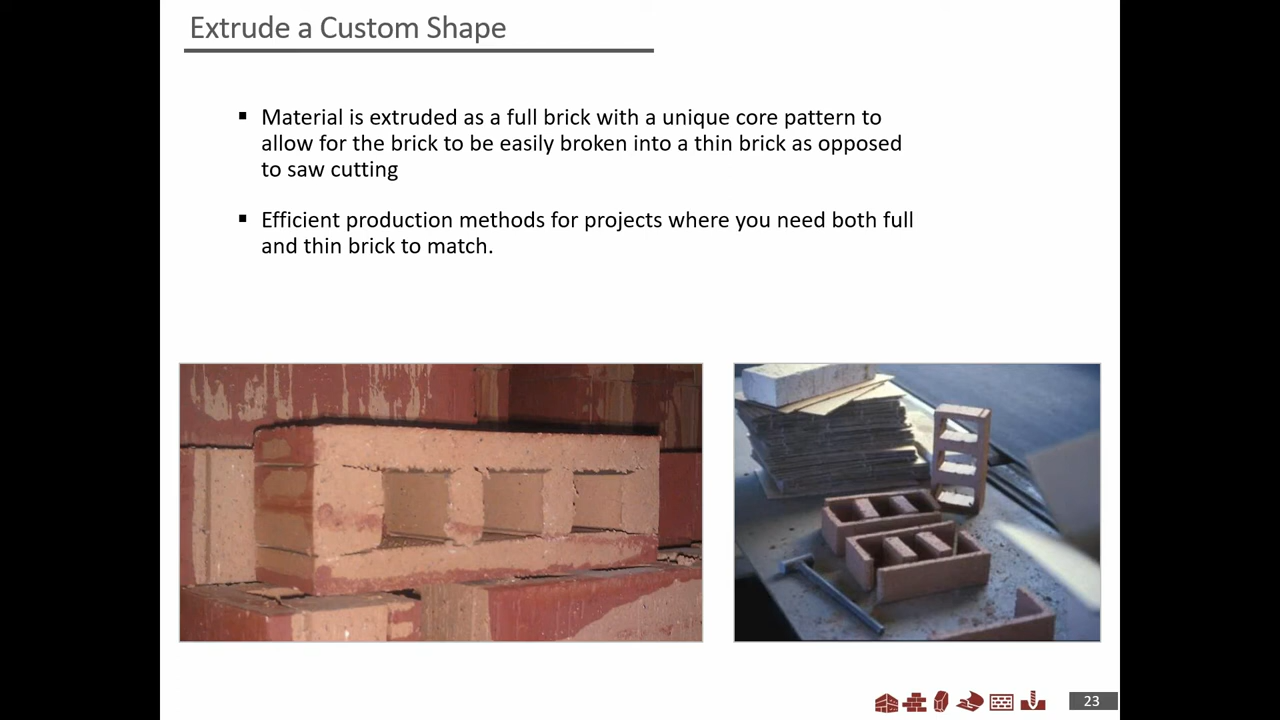 Extrude a Custom Shape
▪ Material is extruded as a full brick with a unique core pattern to
allow for the brick to be easily broken into a thin brick as opposed
to saw cutting
▪ Efficient production methods for projects where you need both full
and thin brick to match.
23